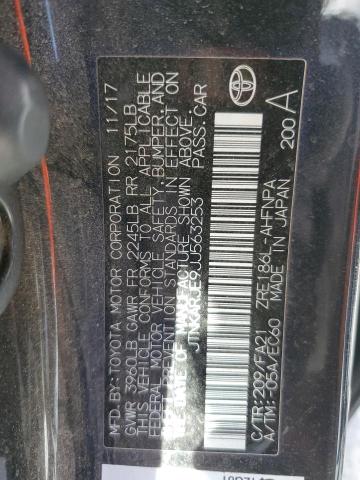 MFD.BY:TOYOTA MOTOR CORPORATION 11/17
GVWR 3960LB GAWR FR 2245LB RR 2175LB
THIS VEHICLE CONFORMS TO ALL APPLICABLE
FEDERAL MOTOR VEHICLE SAFETY, BUMPER, AND
THEFT PREVENTION STANDARDS IN EFFECT ON
THE DATE OF MANUFACTURE SHOWN ABOVE.
JTNKARJE9JJ563253 PASS.CAR
ZRE186L-AHFNPA
C/TR:209/FA21
A/TM:-05A/EC60 MADE IN JAPAN
200 A